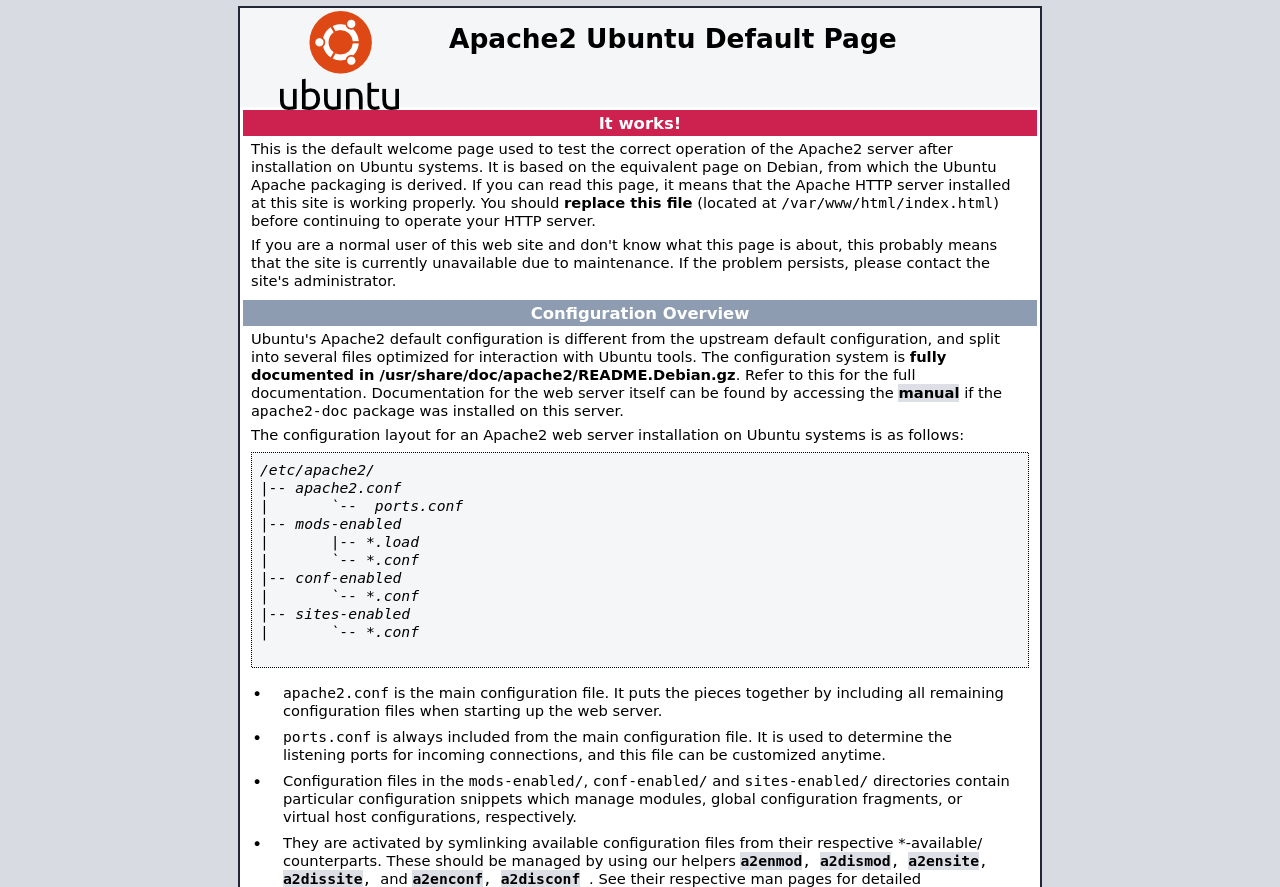 ubuntu
Apache2 Ubuntu Default Page
It works!
This is the default welcome page used to test the correct operation of the Apache2 server after
installation on Ubuntu systems. It is based on the equivalent page on Debian, from which the Ubuntu
Apache packaging is derived. If you can read this page, it means that the Apache HTTP server installed
at this site is working properly. You should replace this file (located at /var/www/html/index.html)
before continuing to operate your HTTP server.
If you are a normal user of this web site and don't know what this page is about, this probably means
that the site is currently unavailable due to maintenance. If the problem persists, please contact the
site's administrator.
Configuration Overview
Ubuntu's Apache2 default configuration is different from the upstream default configuration, and split
into several files optimized for interaction with Ubuntu tools. The configuration system is fully
documented in /usr/share/doc/apache2/README.Debian.gz. Refer to this for the full
documentation. Documentation for the web server itself can be found by accessing the manual if the
apache2-doc package was installed on this server.
The configuration layout for an Apache2 web server installation on Ubuntu systems is as follows:
/etc/apache2/
|-- apache2.conf
|       `--  ports.conf
|-- mods-enabled
|       |-- *.load
|       `-- *.conf
|-- conf-enabled
|       `-- *.conf
|-- sites-enabled
|       `-- *.conf
• apache2.conf is the main configuration file. It puts the pieces together by including all remaining
configuration files when starting up the web server.
• ports.conf is always included from the main configuration file. It is used to determine the
listening ports for incoming connections, and this file can be customized anytime.
• Configuration files in the mods-enabled/, conf-enabled/ and sites-enabled/ directories contain
particular configuration snippets which manage modules, global configuration fragments, or
virtual host configurations, respectively.
• They are activated by symlinking available configuration files from their respective *-available/
counterparts. These should be managed by using our helpers a2enmod, a2dismod, a2ensite,
a2dissite, and a2enconf, a2disconf . See their respective man pages for detailed